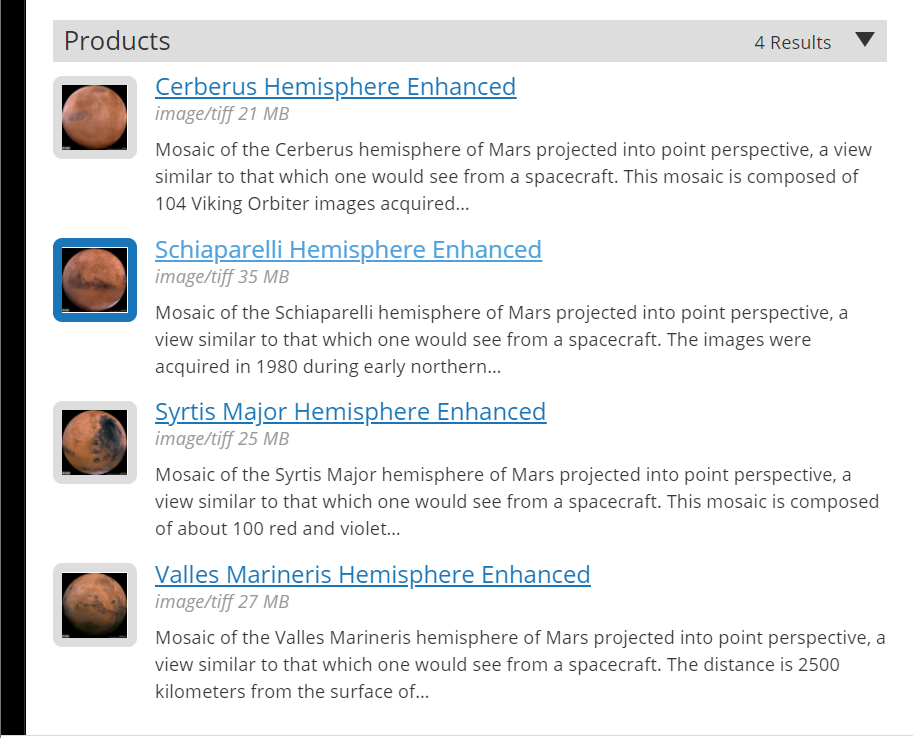 Products
4 Results
Cerberus Hemisphere Enhanced
image/tiff 21 MB
Mosaic of the Cerberus hemisphere of Mars projected into point perspective, a view
similar to that which one would see from a spacecraft. This mosaic is composed of
104 Viking Orbiter images acquired…
Schiaparelli Hemisphere Enhanced
image/tiff 35 MB
Mosaic of the Schiaparelli hemisphere of Mars projected into point perspective, a
view similar to that which one would see from a spacecraft. The images were
acquired in 1980 during early northern…
Syrtis Major Hemisphere Enhanced
image/tiff 25 MB
Mosaic of the Syrtis Major hemisphere of Mars projected into point perspective, a
view similar to that which one would see from a spacecraft. This mosaic is composed
of about 100 red and violet…
Valles Marineris Hemisphere Enhanced
image/tiff 27 MB
Mosaic of the Valles Marineris hemisphere of Mars projected into point perspective, a
view similar to that which one would see from a spacecraft. The distance is 2500
kilometers from the surface of…